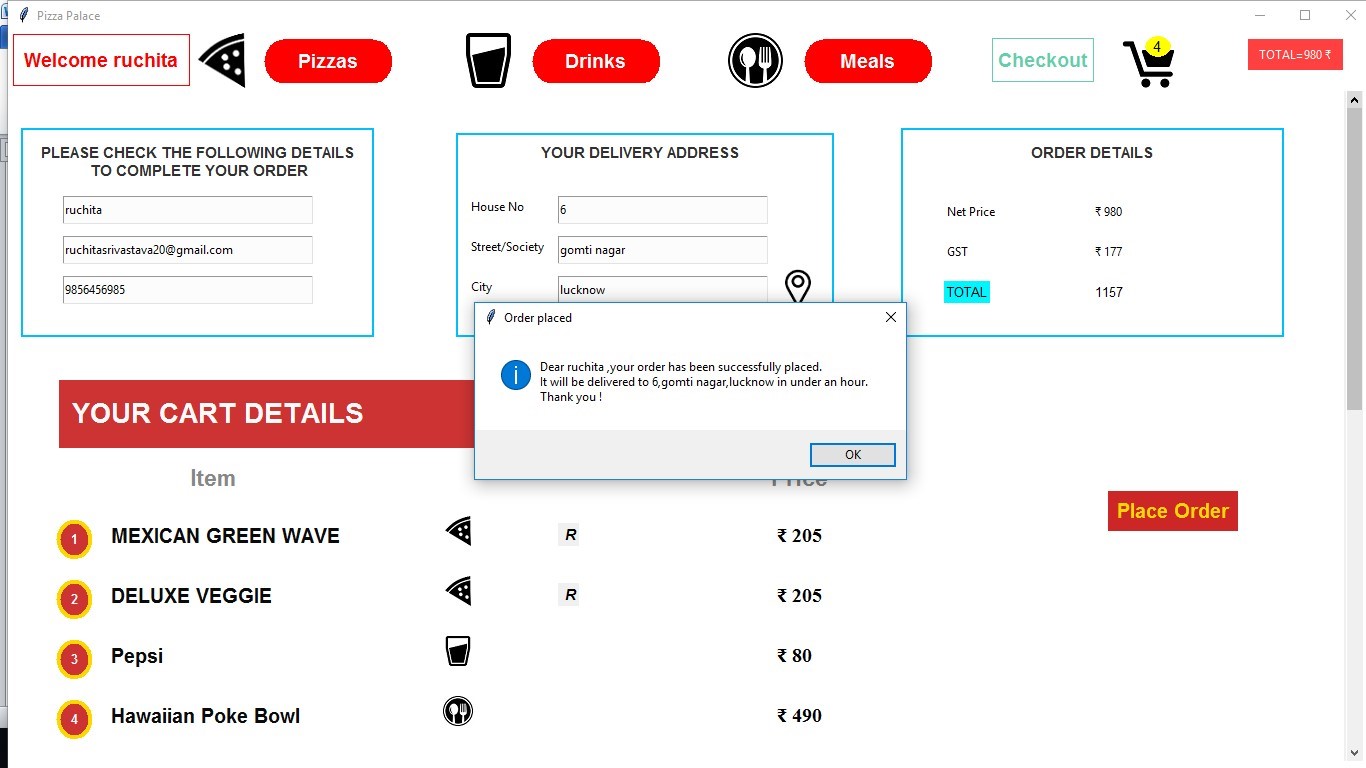 Pizza Palace
Welcome ruchita
Pizzas
Drinks
Meals
Checkout
4
TOTAL=980 ₹
PLEASE CHECK THE FOLLOWING DETAILS
TO COMPLETE YOUR ORDER
ruchita
ruchitasrivastava20@gmail.com
9856456985
YOUR DELIVERY ADDRESS
House No 6
Street/Society gomti nagar
City lucknow
ORDER DETAILS
Net Price ₹ 980
GST ₹ 177
TOTAL 1157
Order placed
Dear ruchita ,your order has been successfully placed.
It will be delivered to 6,gomti nagar,lucknow in under an hour.
Thank you !
OK
YOUR CART DETAILS
Item Price
1 MEXICAN GREEN WAVE R ₹ 205
2 DELUXE VEGGIE R ₹ 205
3 Pepsi ₹ 80
4 Hawaiian Poke Bowl ₹ 490
Place Order